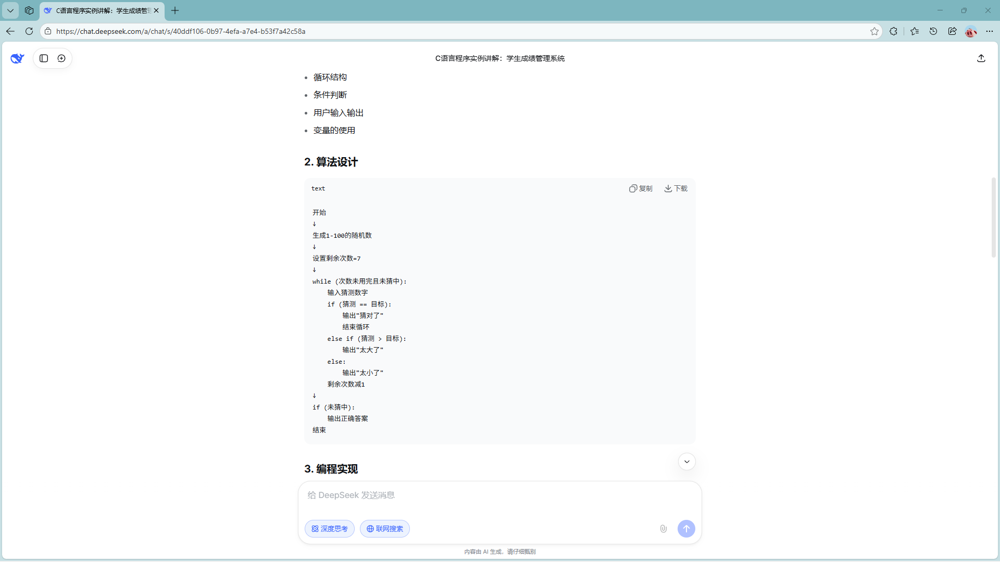 C语言程序实例讲解：学生成绩管理
https://chat.deepseek.com/a/chat/s/40ddf106-0b97-4efa-a7e4-b53f7a42c58a
C语言程序实例讲解：学生成绩管理系统
循环结构
条件判断
用户输入输出
变量的使用
2. 算法设计
text
复制
下载
开始
↓
生成1-100的随机数
↓
设置剩余次数=7
↓
while (次数未用完且未猜中):
输入猜测数字
if (猜测 == 目标):
输出"猜对了"
结束循环
else if (猜测 > 目标):
输出"太大了"
else:
输出"太小了"
剩余次数减1
↓
if (未猜中):
输出正确答案
结束
3. 编程实现
给 DeepSeek 发送消息
深度思考
联网搜索
内容由 AI 生成，请仔细甄别